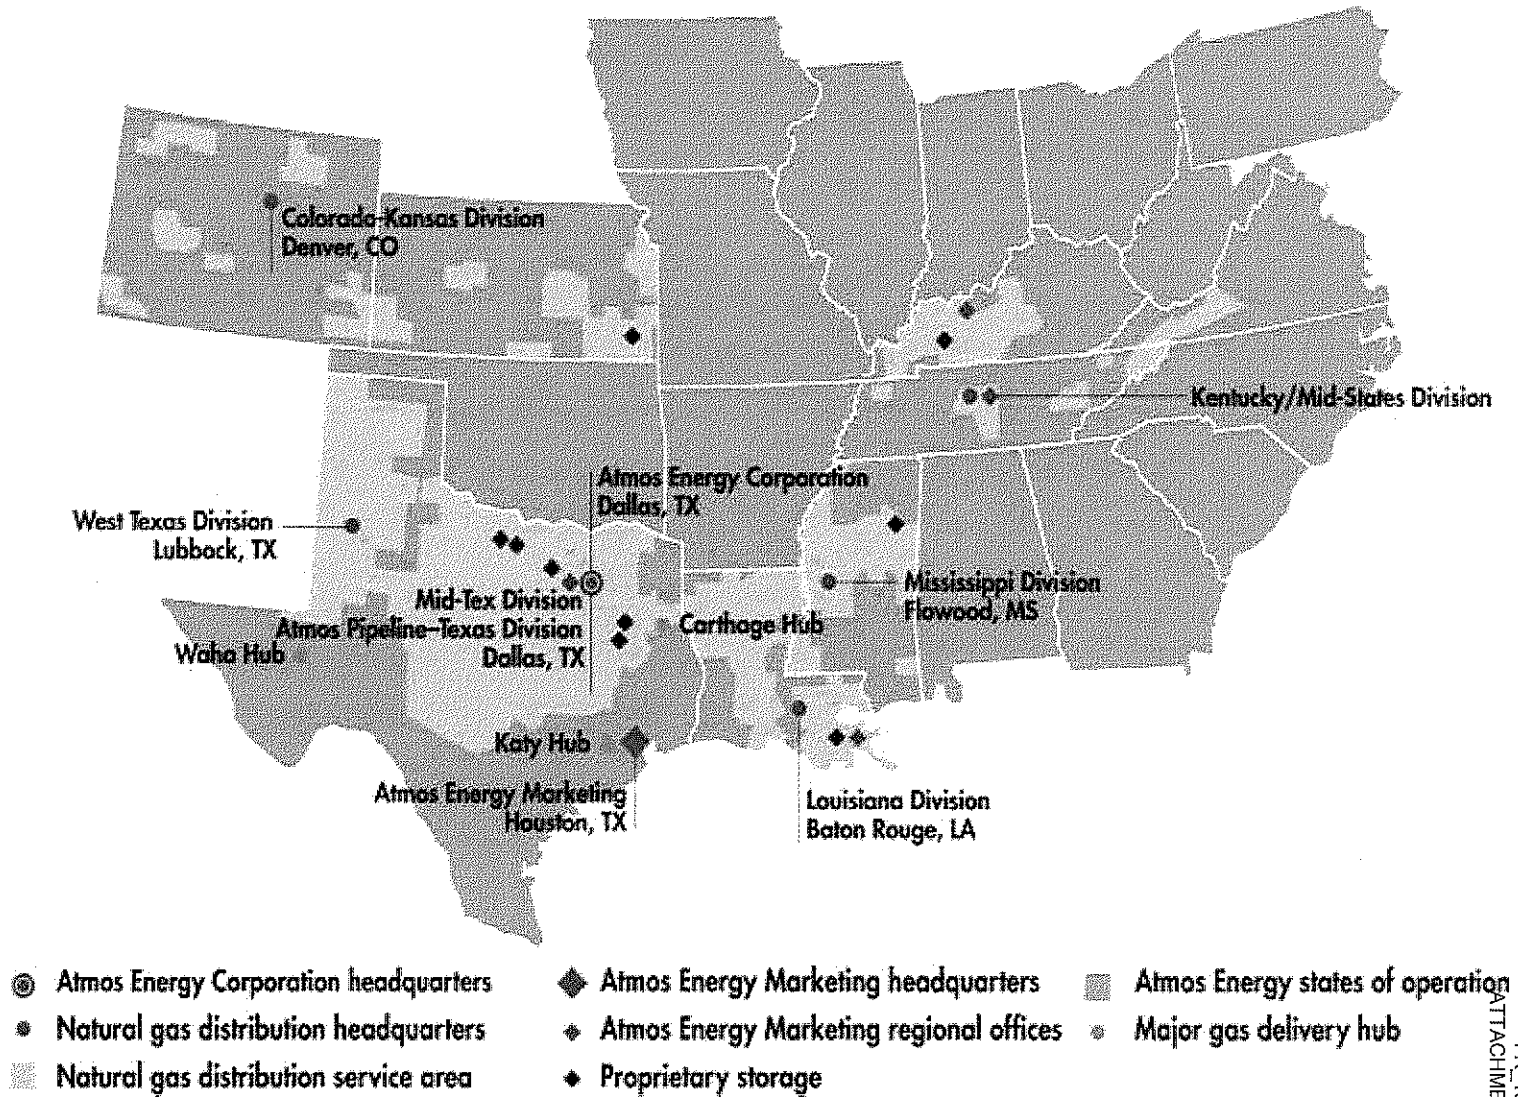 Colorado-Kansas Division
Denver, CO
Kentucky/Mid-States Division
Atmos Energy Corporation
Dallas, TX
West Texas Division
Lubbock, TX
Mid-Tex Division
Atmos Pipeline–Texas Division
Dallas, TX
Mississippi Division
Flowood, MS
Carthage Hub
Waha Hub
Katy Hub
Atmos Energy Marketing
Houston, TX
Louisiana Division
Baton Rouge, LA
Atmos Energy Corporation headquarters
Natural gas distribution headquarters
Natural gas distribution service area
Atmos Energy Marketing headquarters
Atmos Energy Marketing regional offices
Proprietary storage
Atmos Energy states of operation
Major gas delivery hub